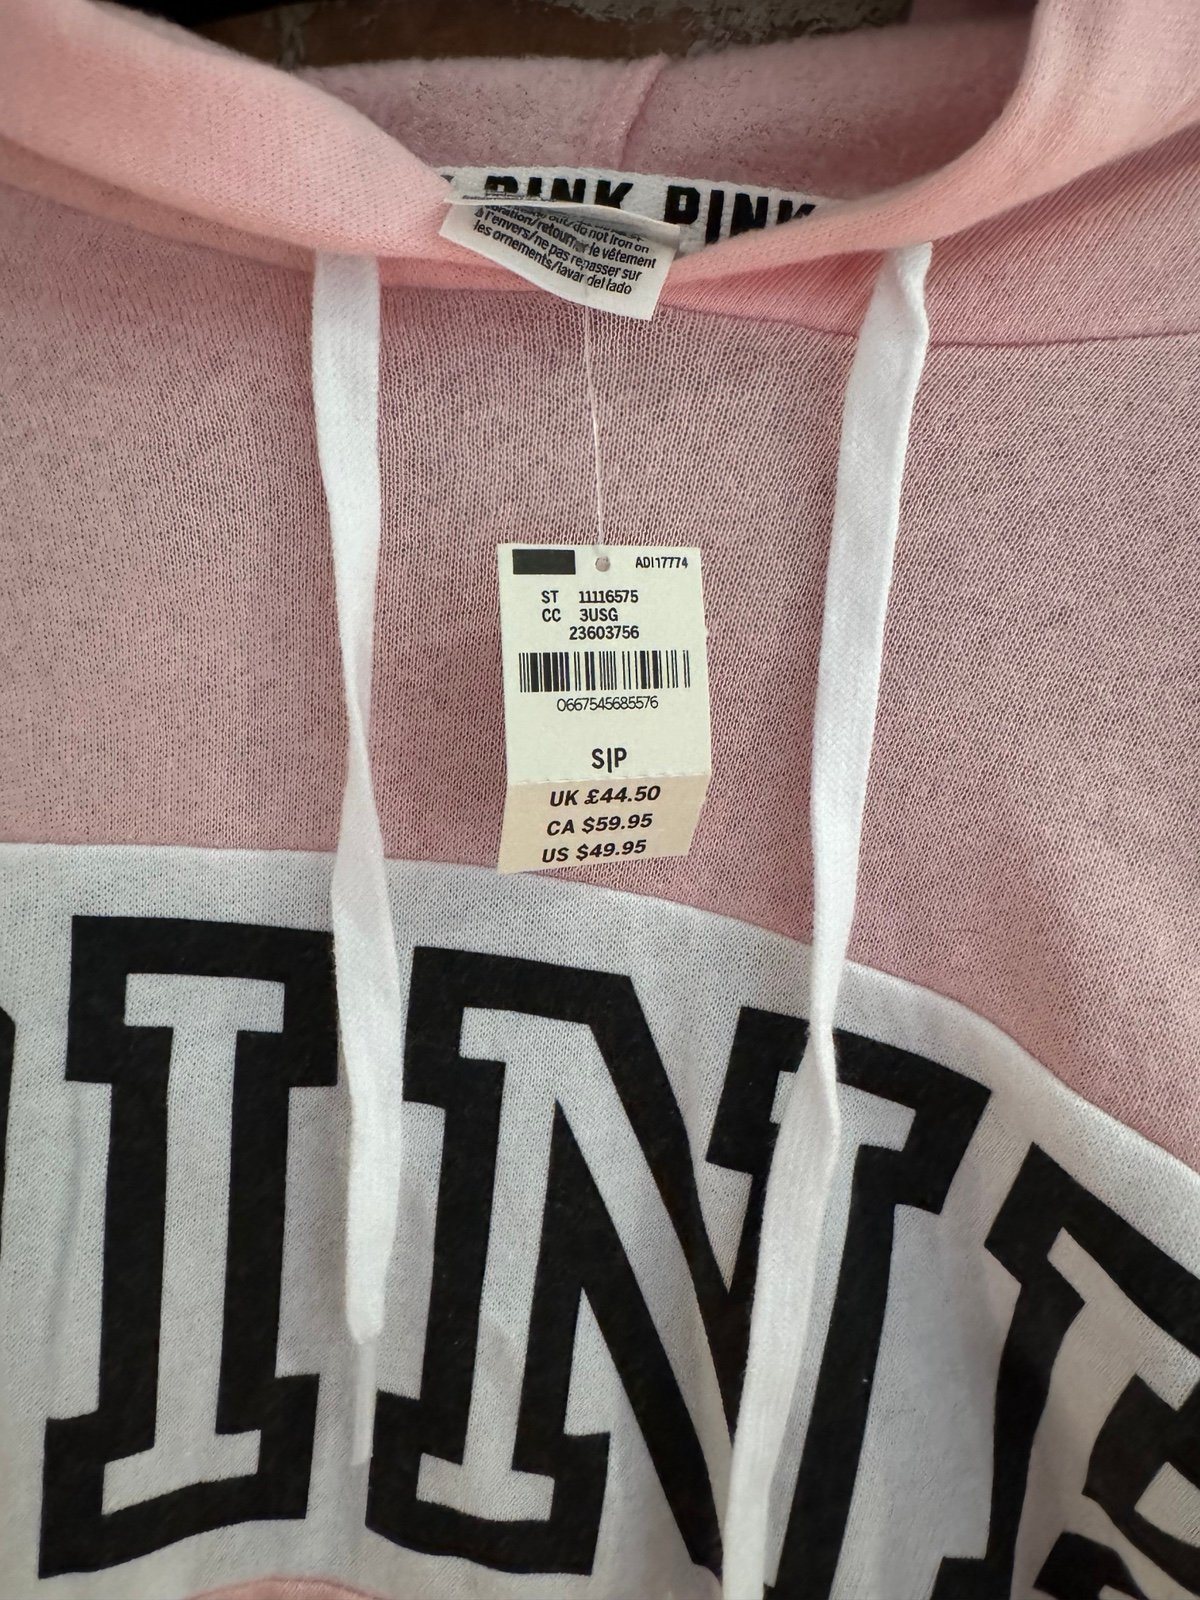 PINK PINK
out/do not iron on
/retourner le vêtement
à l'envers/ne pas repasser sur
les ornements/lavar del lado
ADI17774
ST 11116575
CC 3USG
23603756
0667545685576
S|P
UK £44.50
CA $59.95
US $49.95
INK